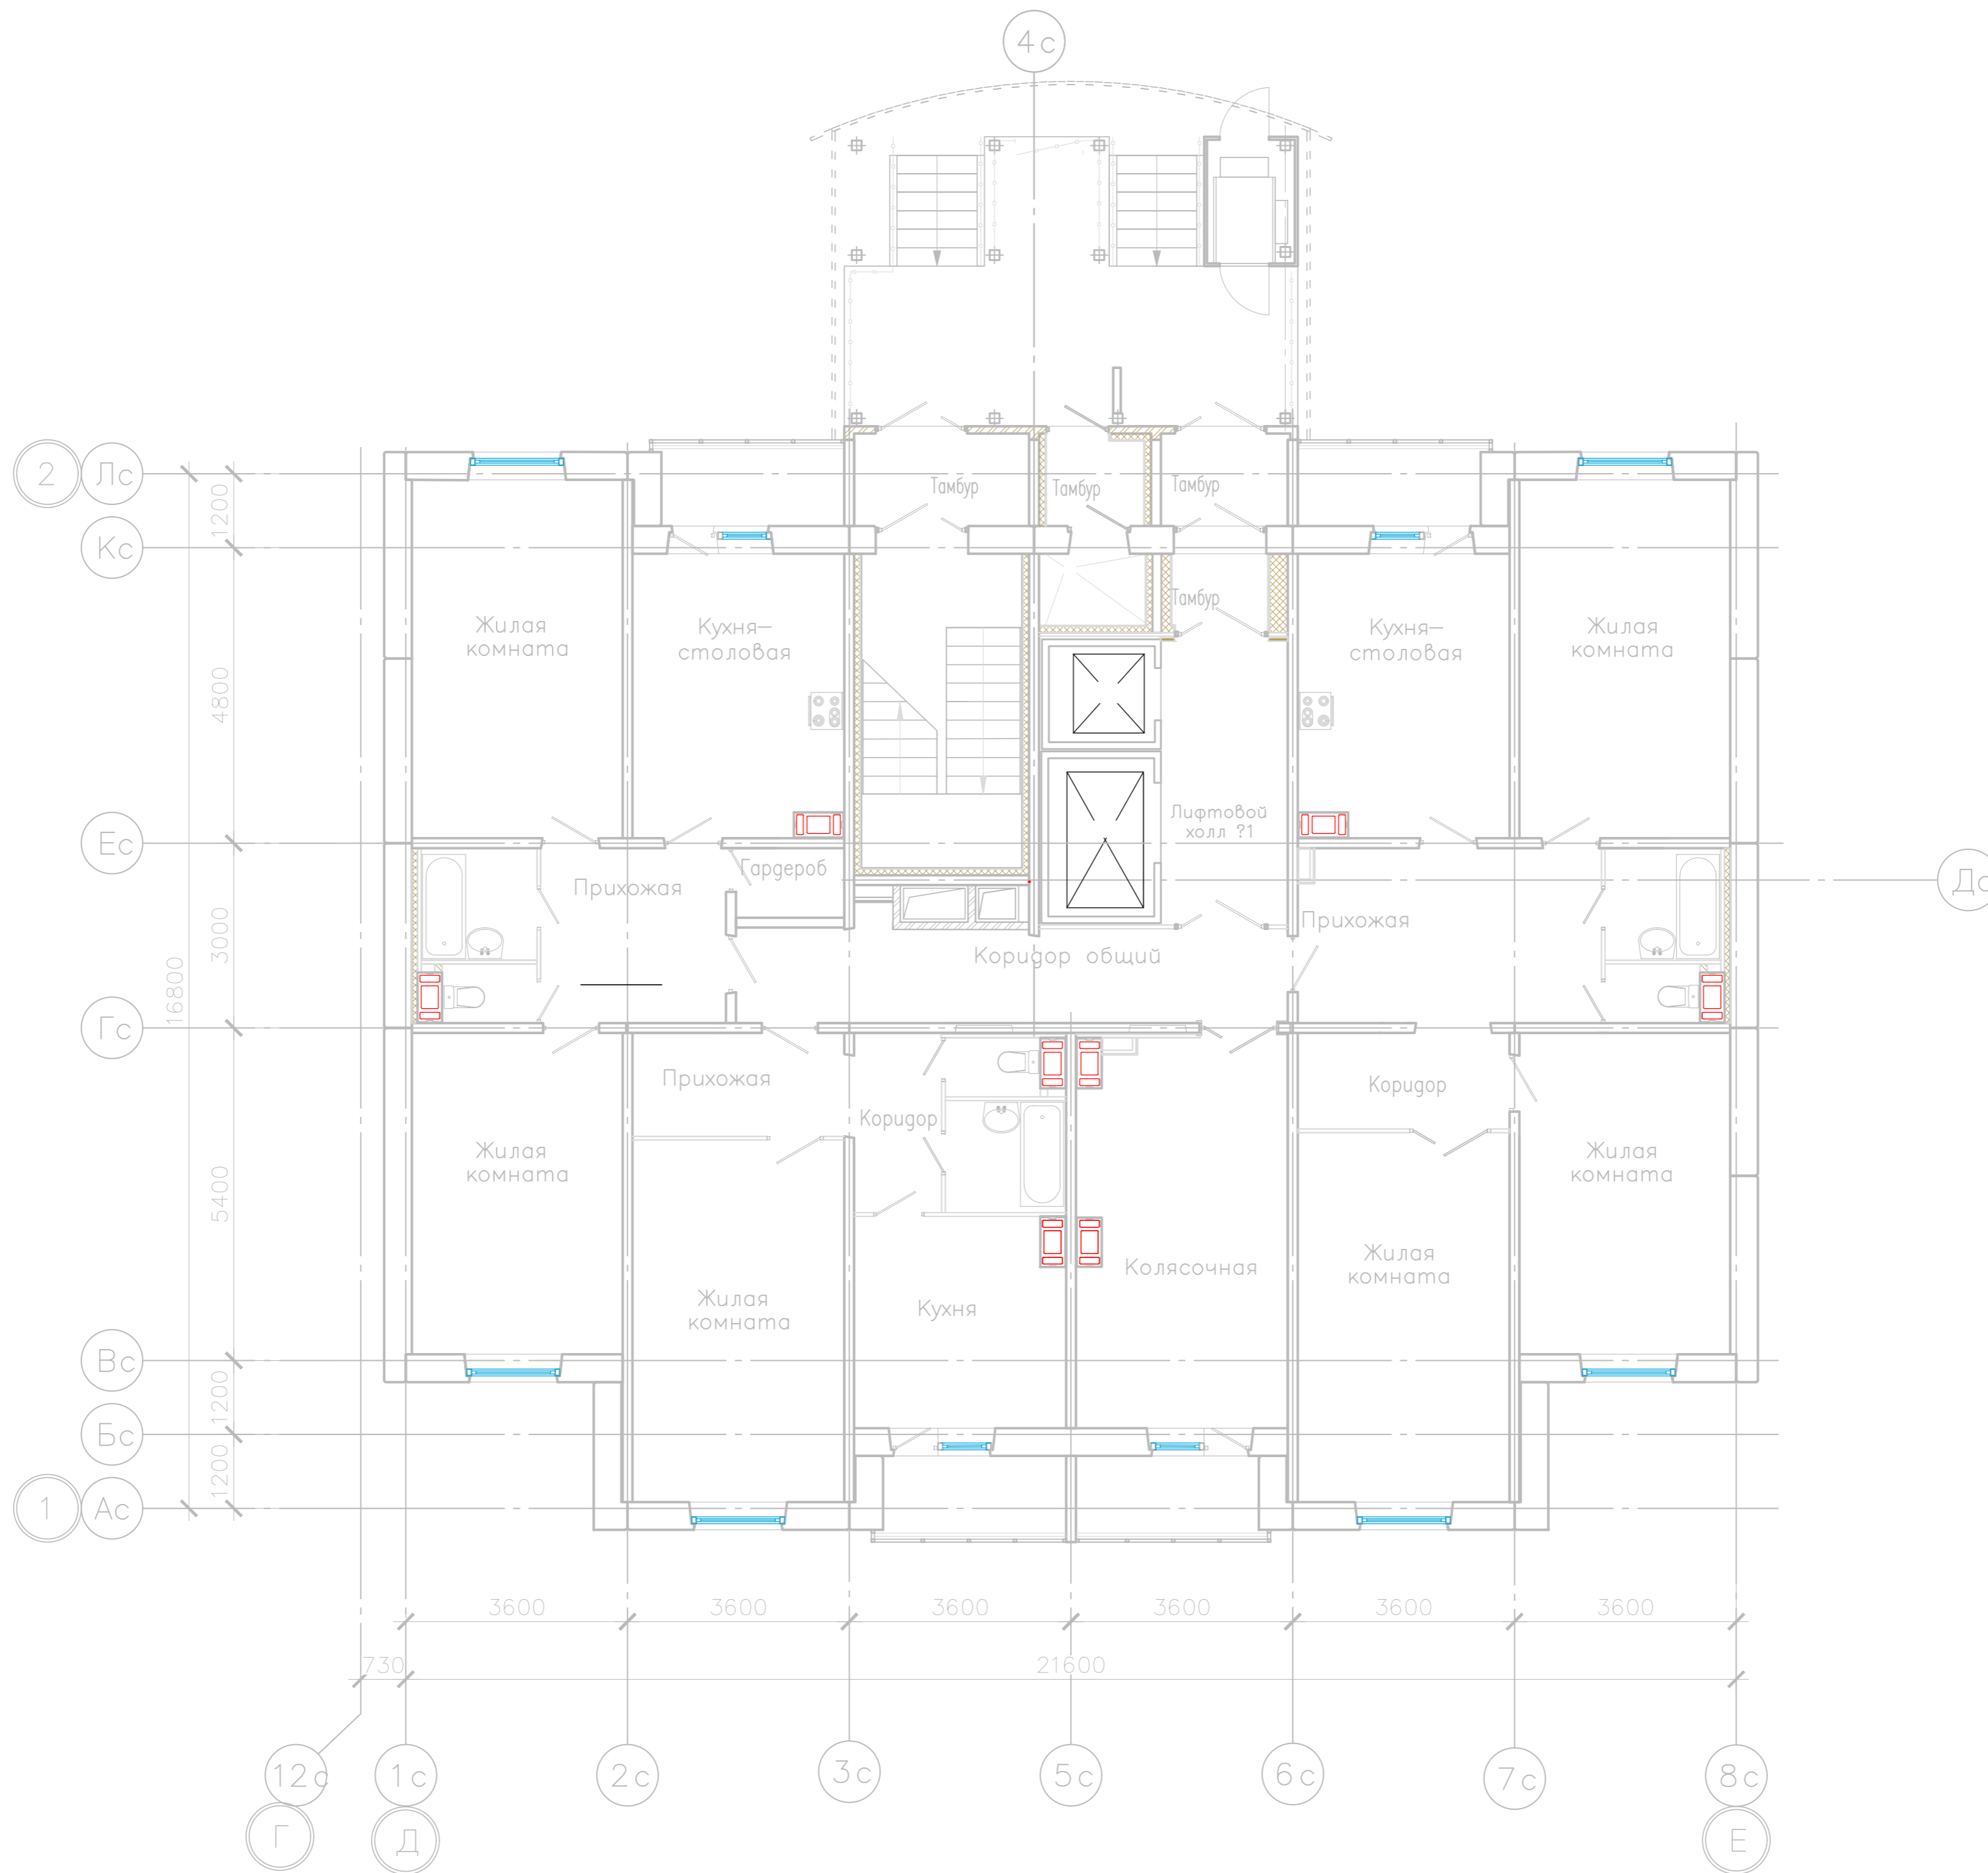 4с
2
Лс
1200
Кс
Тамбур
Тамбур
Тамбур
Тамбур
Жилая
комната
Кухня-
столовая
Кухня-
столовая
Жилая
комната
4800
Лифтовой
холл ?1
Ес
Гардероб
Прихожая
Дс
Прихожая
3000
16800
Коридор общий
Гс
Прихожая
Коридор
Коридор
Жилая
комната
Жилая
комната
5400
Жилая
комната
Колясочная
Кухня
Жилая
комната
Вс
1200
Бс
1200
1
Ас
3600
3600
3600
3600
3600
3600
730
21600
12с
1с
2с
3с
5с
6с
7с
8с
Г
Д
Е